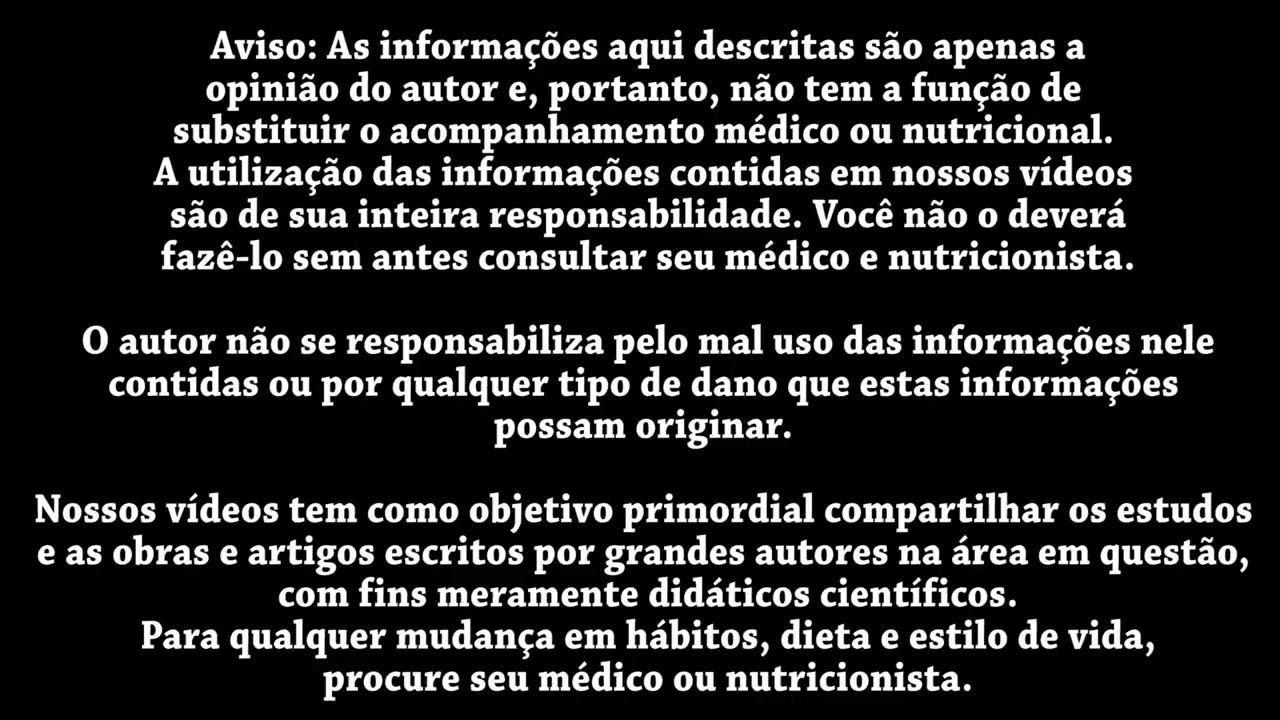 Aviso: As informações aqui descritas são apenas a
opinião do autor e, portanto, não tem a função de
substituir o acompanhamento médico ou nutricional.
A utilização das informações contidas em nossos vídeos
são de sua inteira responsabilidade. Você não o deverá
fazê-lo sem antes consultar seu médico e nutricionista.
O autor não se responsabiliza pelo mal uso das informações nele
contidas ou por qualquer tipo de dano que estas informações
possam originar.
Nossos vídeos tem como objetivo primordial compartilhar os estudos
e as obras e artigos escritos por grandes autores na área em questão,
com fins meramente didáticos científicos.
Para qualquer mudança em hábitos, dieta e estilo de vida,
procure seu médico ou nutricionista.